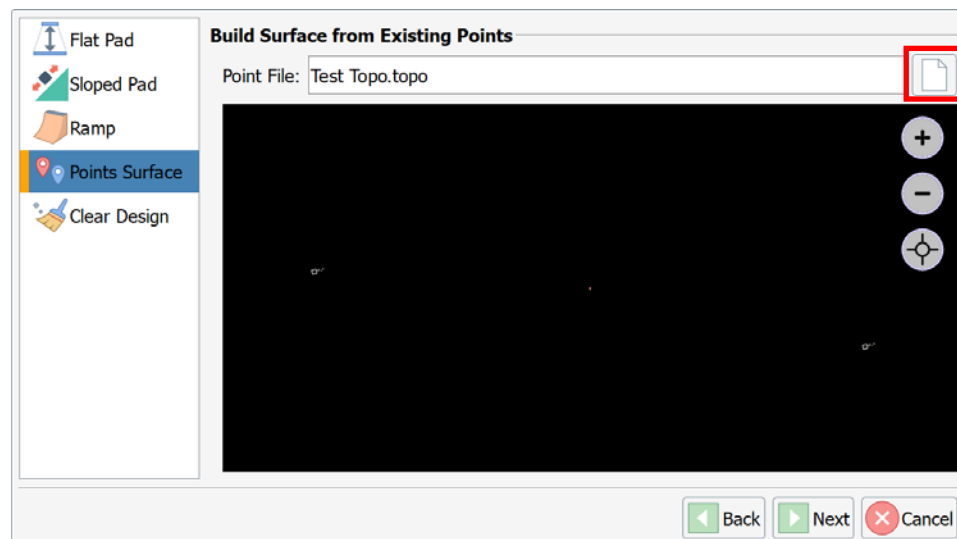 Flat Pad
Sloped Pad
Ramp
Points Surface
Clear Design
Build Surface from Existing Points
Point File: Test Topo.topo
+
−
Back Next Cancel